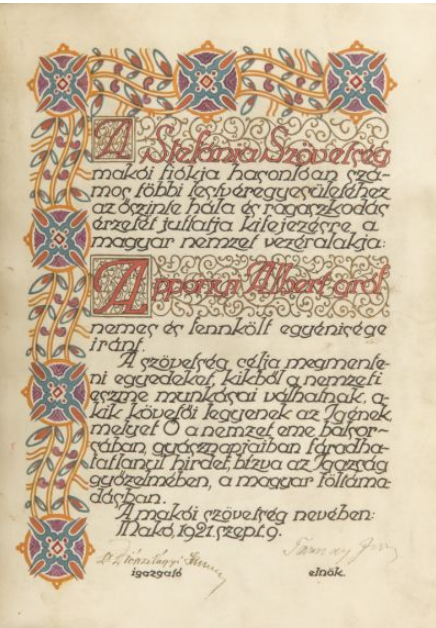 A Stefánia Szövetség
makói fiókja hasonlóan szá-
mos többi testvéregyesületéhez
az őszinte hála és ragaszkodás
érzetét juttatja kifejezésre a
magyar nemzet vezéralakja:
Apponyi Albert gróf
nemes és fennkölt egyénisége
iránt.
A szövetség célja megmente-
ni egyedeket, kikből a nemzeti
eszme munkásai válhatnak, a-
kik követői legyenek az Igének
melyet Ő a nemzet eme balsor-
sában, gyásznapjaiban fáradha-
tatlanul hirdet, bízva az Igazság
győzelmében, a magyar föltáma-
dásban.
A makói szövetség nevében:
Makó, 1921. szept. 9.
igazgató
elnök